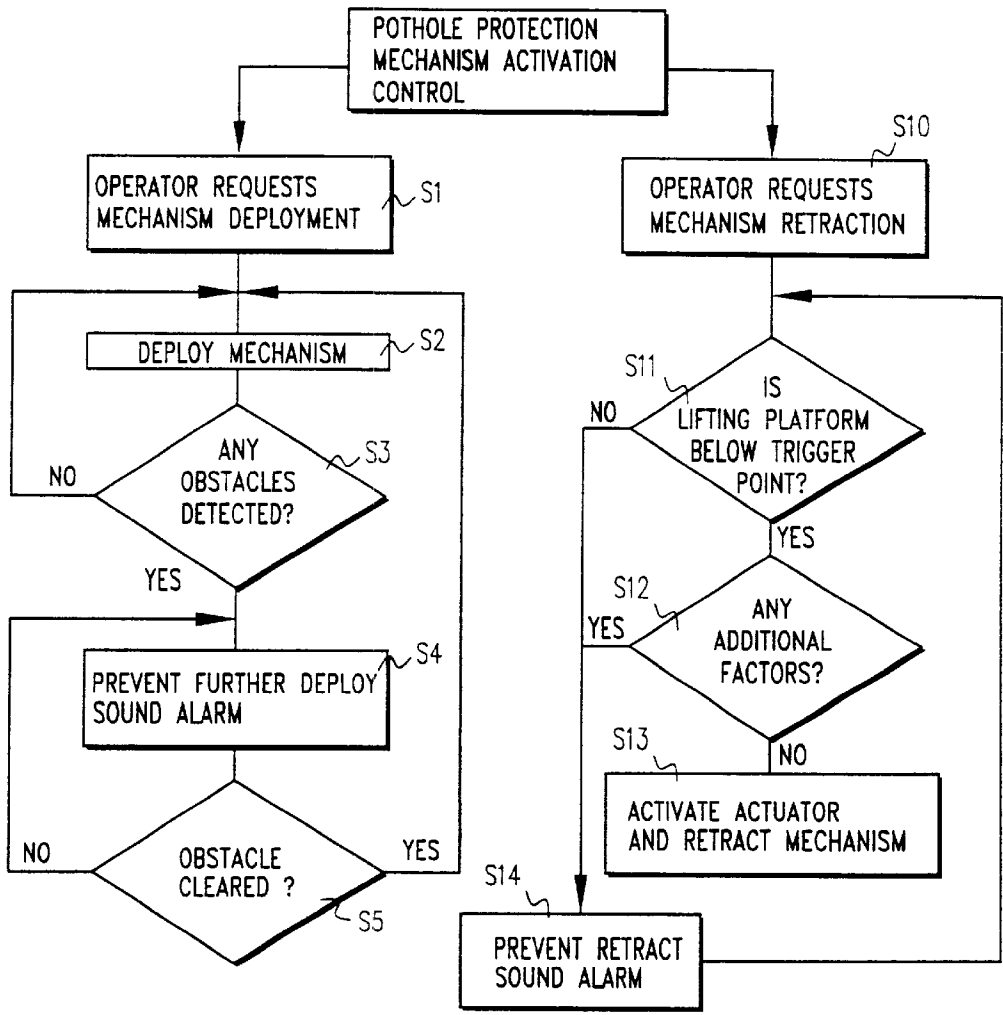 POTHOLE PROTECTION
MECHANISM ACTIVATION
CONTROL
OPERATOR REQUESTS
MECHANISM DEPLOYMENT
S1
DEPLOY MECHANISM
S2
ANY
OBSTACLES
DETECTED?
S3
NO
YES
PREVENT FURTHER DEPLOY
SOUND ALARM
S4
OBSTACLE
CLEARED ?
S5
NO
YES
S10
OPERATOR REQUESTS
MECHANISM RETRACTION
S11
IS
LIFTING PLATFORM
BELOW TRIGGER
POINT?
NO
YES
S12
ANY
ADDITIONAL
FACTORS?
YES
NO
S13
ACTIVATE ACTUATOR
AND RETRACT MECHANISM
S14
PREVENT RETRACT
SOUND ALARM